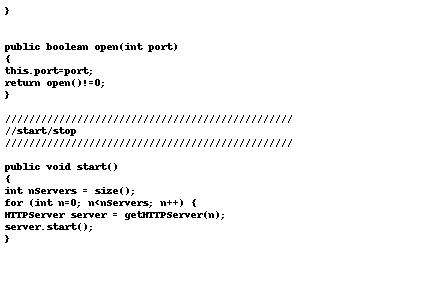 }
public boolean open(int port)
{
this.port=port;
return open()!=0;
}
////////////////////////////////////////////////
//start/stop
////////////////////////////////////////////////
public void start()
{
int nServers = size();
for (int n=0; n<nServers; n++) {
HTTPServer server = getHTTPServer(n);
server.start();
}